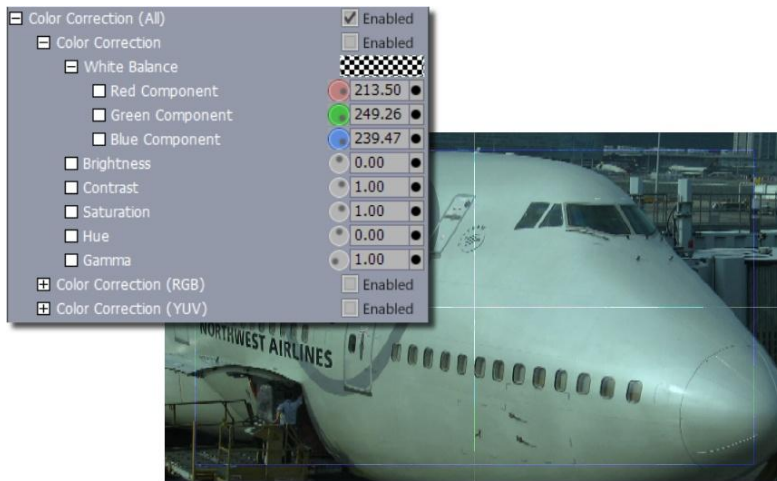 Color Correction (All) Enabled
Color Correction Enabled
White Balance
Red Component 213.50
Green Component 249.26
Blue Component 239.47
Brightness 0.00
Contrast 1.00
Saturation 1.00
Hue 0.00
Gamma 1.00
Color Correction (RGB) Enabled
Color Correction (YUV) Enabled
NORTHWEST AIRLINES